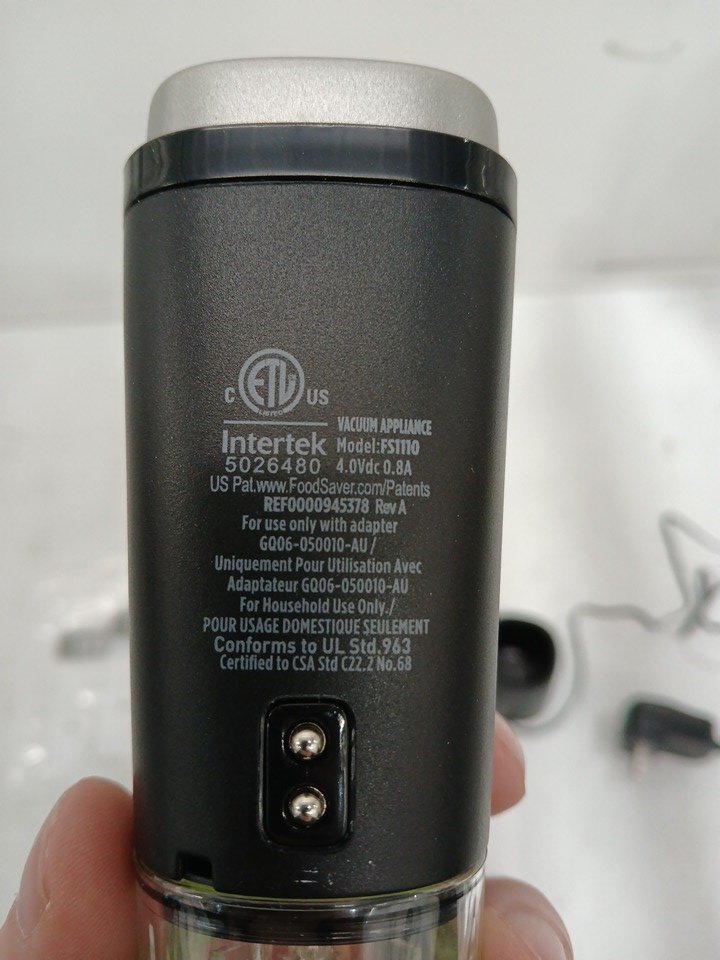 C ETL US
LISTED
Intertek
5026480
VACUUM APPLIANCE
Model:FS1110
4.0Vdc 0.8A
US Pat.www.FoodSaver.com/Patents
REF0000945378 Rev A
For use only with adapter
GQ06-050010-AU /
Uniquement Pour Utilisation Avec
Adaptateur GQ06-050010-AU
For Household Use Only./
POUR USAGE DOMESTIQUE SEULEMENT
Conforms to UL Std.963
Certified to CSA Std C22.2 No.68